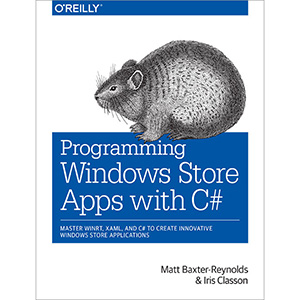 O'REILLY®
Programming
Windows Store
Apps with C#
MASTER WINRT, XAML, AND C# TO CREATE INNOVATIVE
WINDOWS STORE APPLICATIONS
Matt Baxter-Reynolds
& Iris Classon